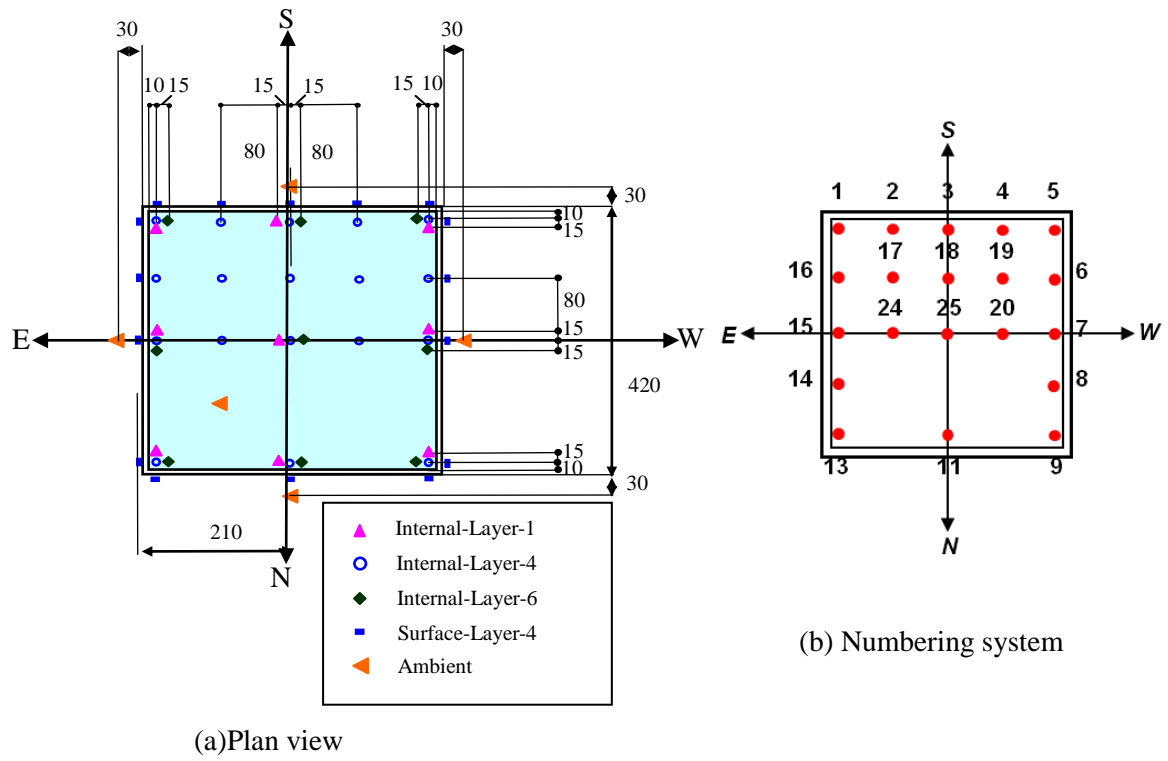 30
S
30
10 15
15
15
15 10
80
80
30
10
15
80
15
15
E
W
420
15
10
30
210
N
Internal-Layer-1
Internal-Layer-4
Internal-Layer-6
Surface-Layer-4
Ambient
(a)Plan view
S
1
2
3
4
5
17
18
19
16
6
24
25
20
E
15
7
W
14
8
13
11
9
N
(b) Numbering system